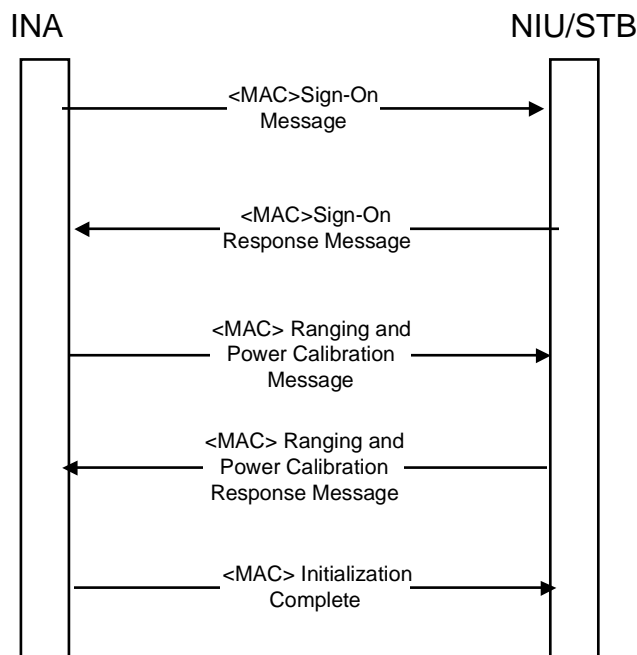 INA
NIU/STB
<MAC>Sign-On
Message
<MAC>Sign-On
Response Message
<MAC> Ranging and
Power Calibration
Message
<MAC> Ranging and
Power Calibration
Response Message
<MAC> Initialization
Complete